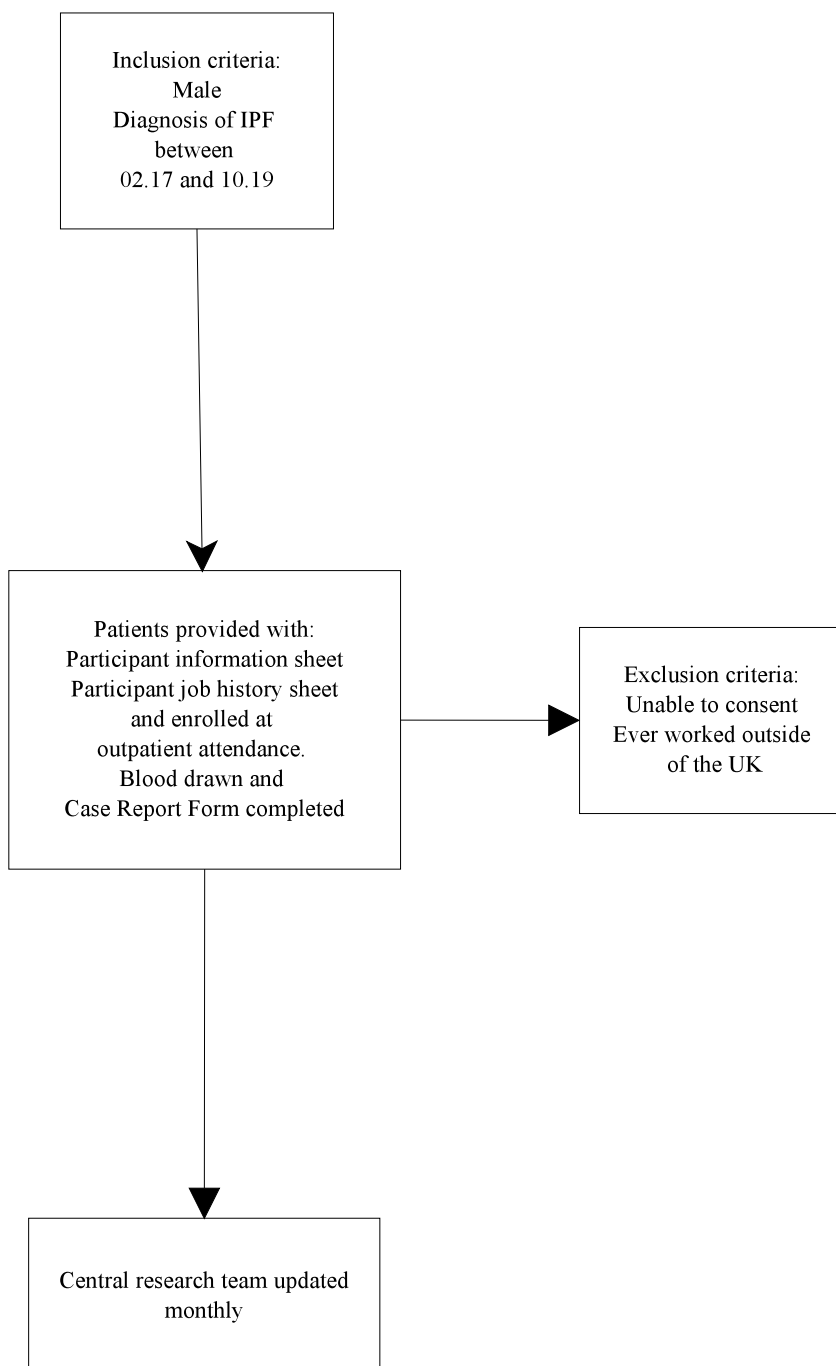 Inclusion criteria:
Male
Diagnosis of IPF
between
02.17 and 10.19
Patients provided with:
Participant information sheet
Participant job history sheet
and enrolled at
outpatient attendance.
Blood drawn and
Case Report Form completed
Exclusion criteria:
Unable to consent
Ever worked outside
of the UK
Central research team updated
monthly